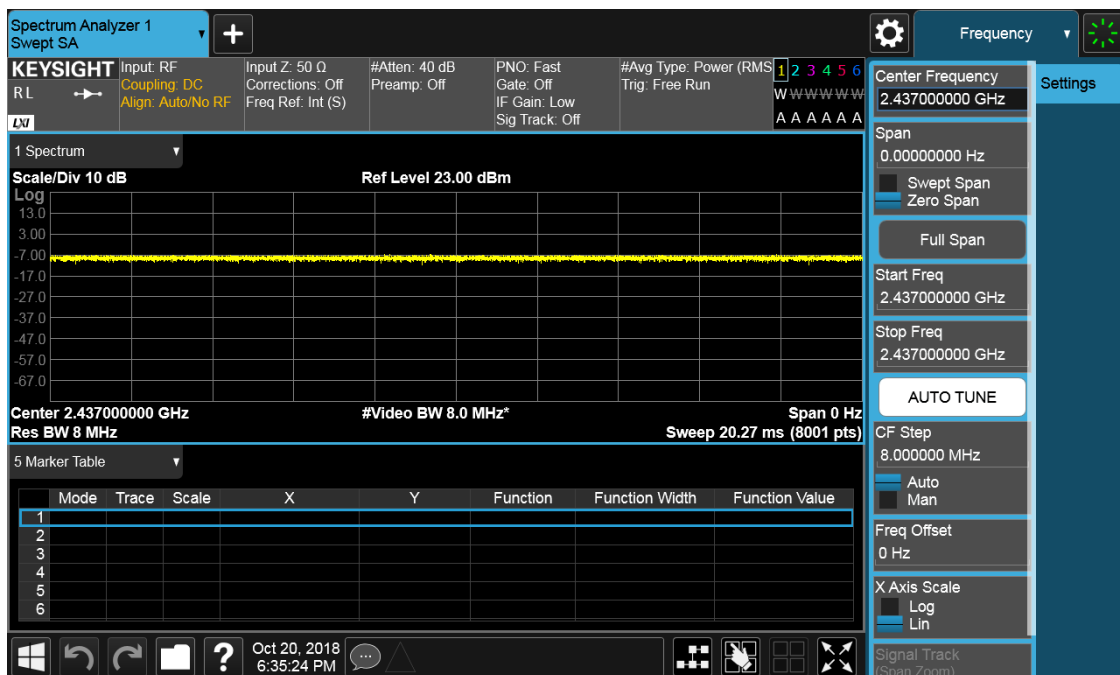 Spectrum Analyzer 1
Swept SA
+
Frequency
KEYSIGHT
R L
LXI
Input: RF
Coupling: DC
Align: Auto/No RF
Input Z: 50 Ω
Corrections: Off
Freq Ref: Int (S)
#Atten: 40 dB
Preamp: Off
PNO: Fast
Gate: Off
IF Gain: Low
Sig Track: Off
#Avg Type: Power (RMS
Trig: Free Run
1 2 3 4 5 6
W W W W W W
A A A A A A
1 Spectrum
Scale/Div 10 dB
Ref Level 23.00 dBm
Log
13.0
3.00
-7.00
-17.0
-27.0
-37.0
-47.0
-57.0
-67.0
Center 2.437000000 GHz
#Video BW 8.0 MHz*
Span 0 Hz
Res BW 8 MHz
Sweep 20.27 ms (8001 pts)
5 Marker Table
Mode Trace Scale X Y Function Function Width Function Value
1
2
3
4
5
6
?
Oct 20, 2018
6:35:24 PM
Center Frequency
2.437000000 GHz
Span
0.00000000 Hz
Swept Span
Zero Span
Full Span
Start Freq
2.437000000 GHz
Stop Freq
2.437000000 GHz
AUTO TUNE
CF Step
8.000000 MHz
Auto
Man
Freq Offset
0 Hz
X Axis Scale
Log
Lin
Signal Track
(Span Zoom)
Settings